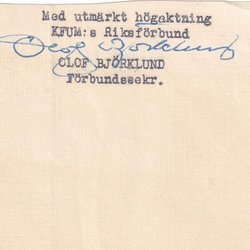 Med utmärkt högaktning
KFUM:s Riksförbund
Olof Björklund
OLOF BJÖRKLUND
Förbundssekr.